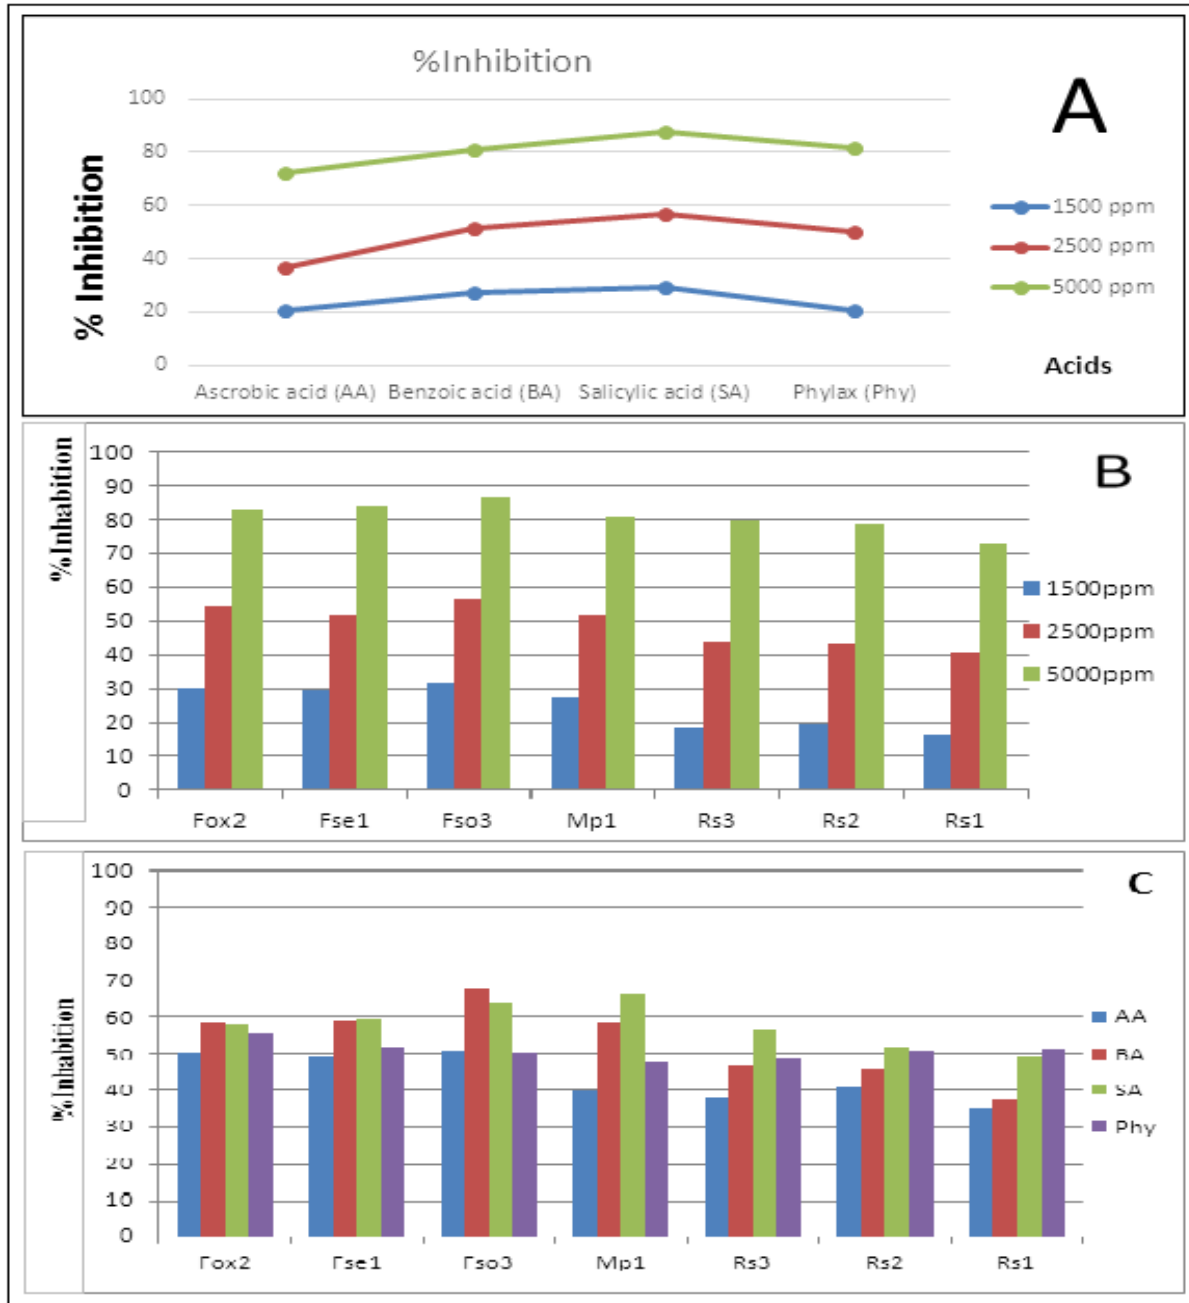 %Inhibition
A
% Inhibition
100
80
60
40
20
0
Ascrobic acid (AA) Benzoic acid (BA) Salicylic acid (SA) Phylax (Phy)
1500 ppm
2500 ppm
5000 ppm
Acids
B
%Inhabition
100
90
80
70
60
50
40
30
20
10
0
Fox2 Fse1 Fso3 Mp1 Rs3 Rs2 Rs1
1500ppm
2500ppm
5000ppm
C
%Inhabition
100
90
80
70
60
50
40
30
20
10
0
Fox2 Fse1 Fso3 Mp1 Rs3 Rs2 Rs1
AA
BA
SA
Phy